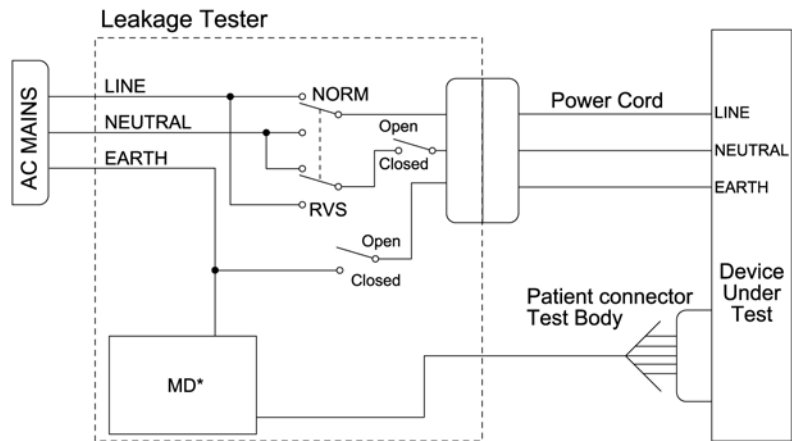 Leakage Tester
AC MAINS
LINE
NEUTRAL
EARTH
NORM
RVS
Open
Closed
Open
Closed
MD*
Power Cord
LINE
NEUTRAL
EARTH
Patient connector
Test Body
Device
Under
Test